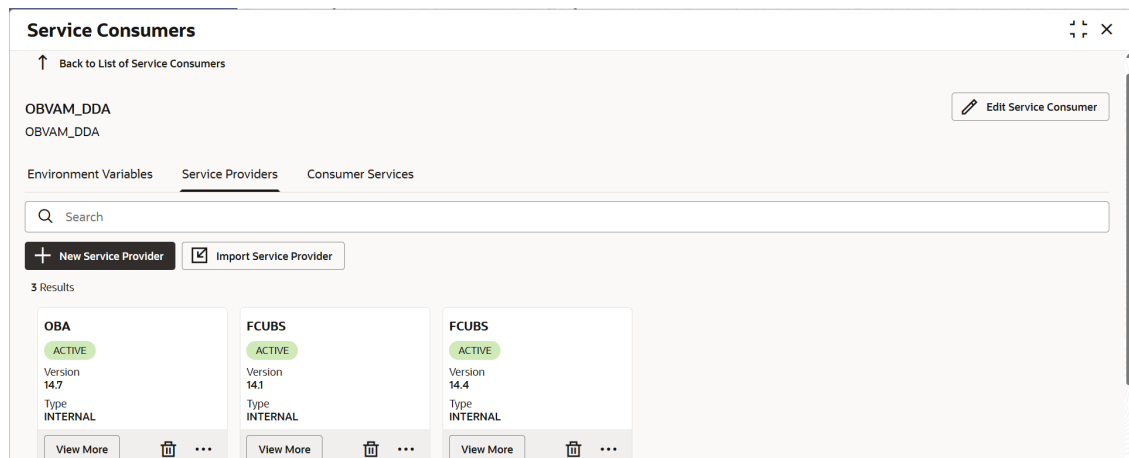 Service Consumers
Back to List of Service Consumers
OBVAM_DDA
Edit Service Consumer
OBVAM_DDA
Environment Variables Service Providers Consumer Services
Search
New Service Provider Import Service Provider
3 Results
OBA FCUBS FCUBS
ACTIVE ACTIVE ACTIVE
Version Version Version
14.7 14.1 14.4
Type Type Type
INTERNAL INTERNAL INTERNAL
View More View More View More